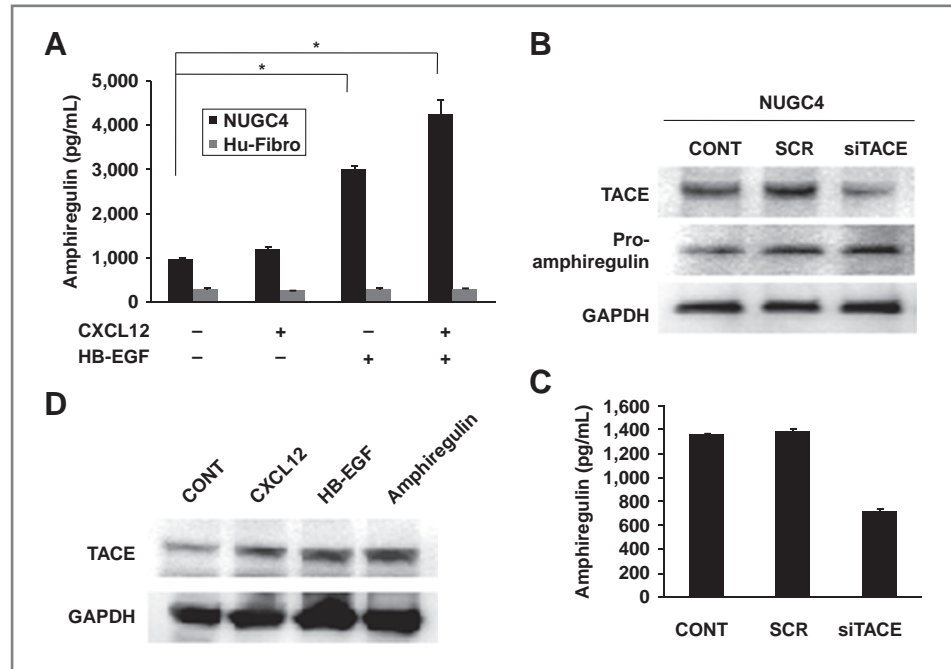 A
*
*
5,000
4,000
3,000
2,000
1,000
0
Amphiregulin (pg/mL)
NUGC4
Hu-Fibro
CXCL12 – + – +
HB-EGF – – + +
B
NUGC4
CONT SCR siTACE
TACE
Pro-
amphiregulin
GAPDH
D
CONT CXCL12 HB-EGF Amphiregulin
TACE
GAPDH
C
1,600
1,400
1,200
1,000
800
600
400
200
0
Amphiregulin (pg/mL)
CONT SCR siTACE